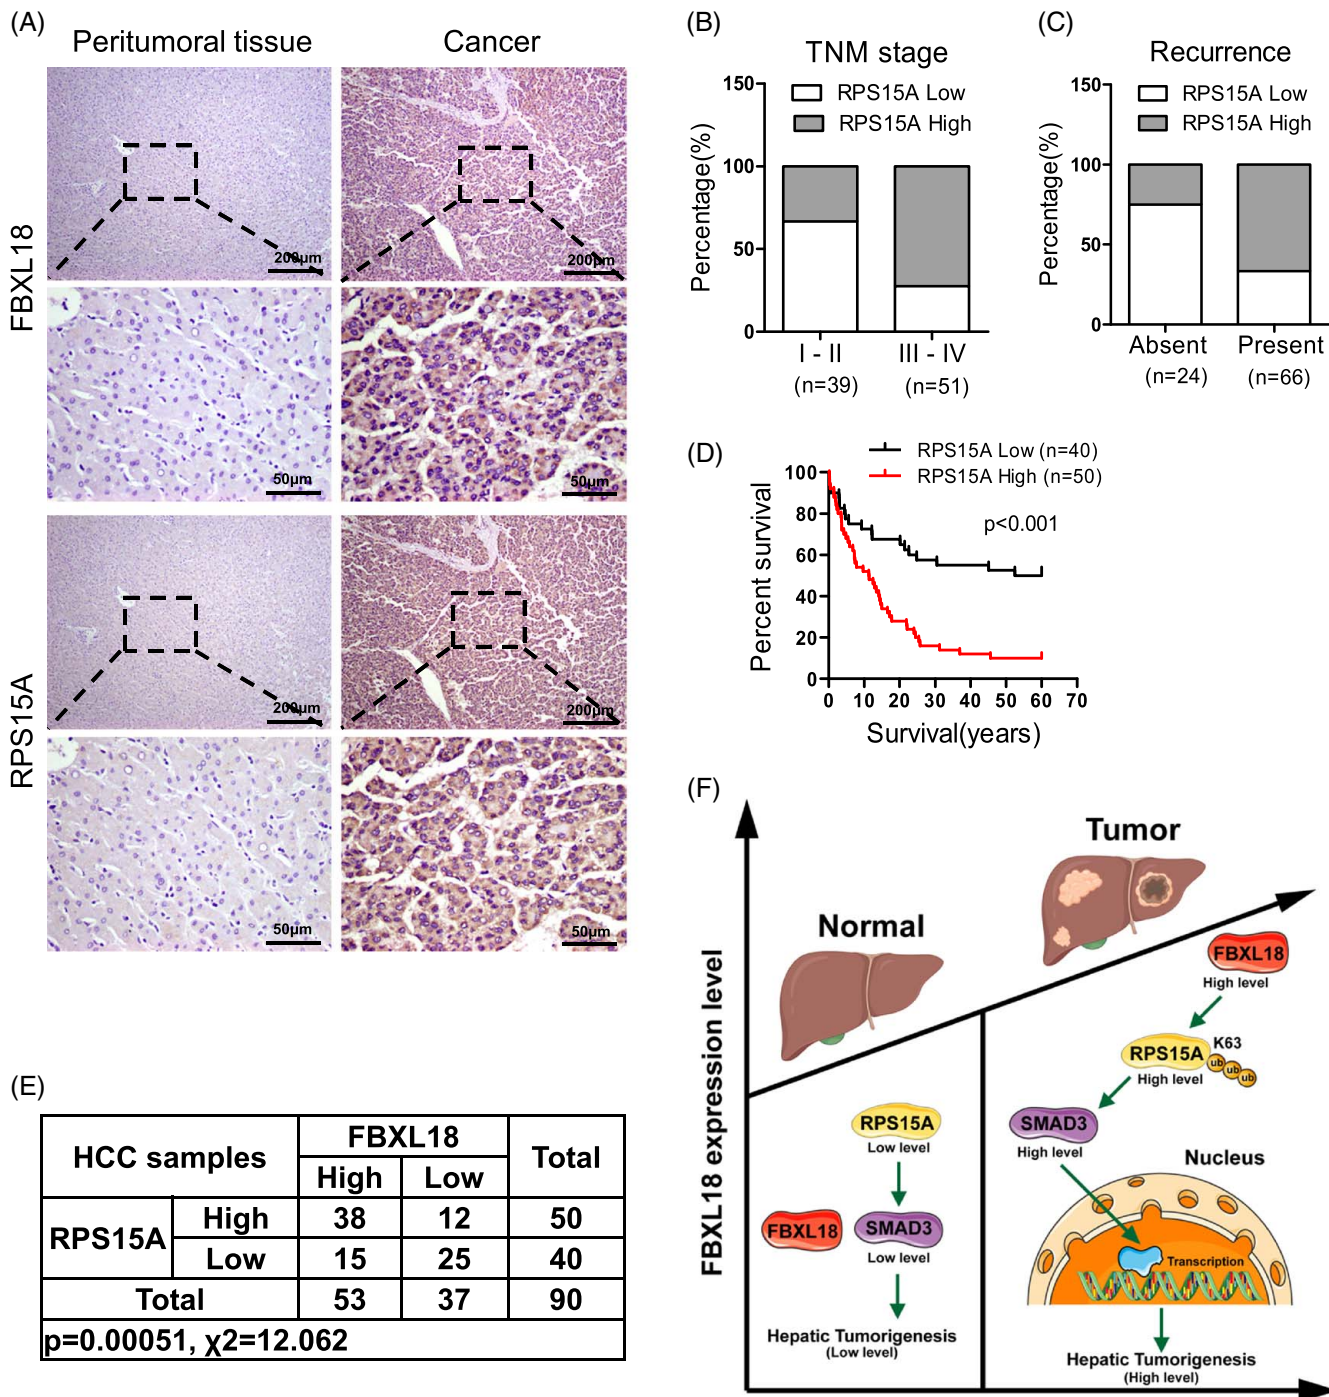 (A)
Peritumoral tissue
Cancer
FBXL18
200μm
200μm
50μm
50μm
RPS15A
200μm
200μm
50μm
50μm
(B)
TNM stage
RPS15A Low
RPS15A High
Percentage(%)
150
100
50
0
I - II
III - IV
(n=39)
(n=51)
(C)
Recurrence
RPS15A Low
RPS15A High
Percentage(%)
150
100
50
0
Absent
Present
(n=24)
(n=66)
(D)
RPS15A Low (n=40)
RPS15A High (n=50)
p<0.001
Percent survival
100
80
60
40
20
0
0 10 20 30 40 50 60 70
Survival(years)
(E)
HCC samples FBXL18 Total
High Low
RPS15A High 38 12 50
Low 15 25 40
Total 53 37 90
p=0.00051, χ2=12.062
(F)
FBXL18 expression level
Normal
Tumor
RPS15A
Low level
FBXL18
SMAD3
Low level
Hepatic Tumorigenesis
(Low level)
FBXL18
High level
RPS15A
K63
ub
ub
ub
High level
SMAD3
High level
Nucleus
Transcription
Hepatic Tumorigenesis
(High level)